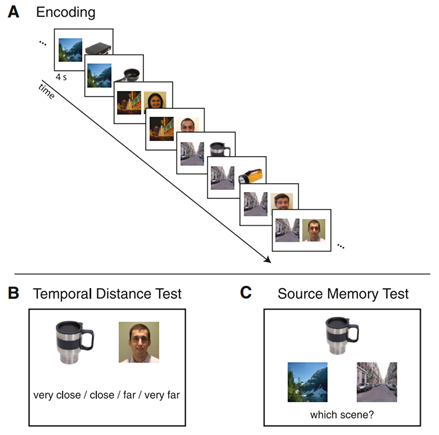 A Encoding
...
4 s
time
...
B Temporal Distance Test
very close / close / far / very far
C Source Memory Test
which scene?